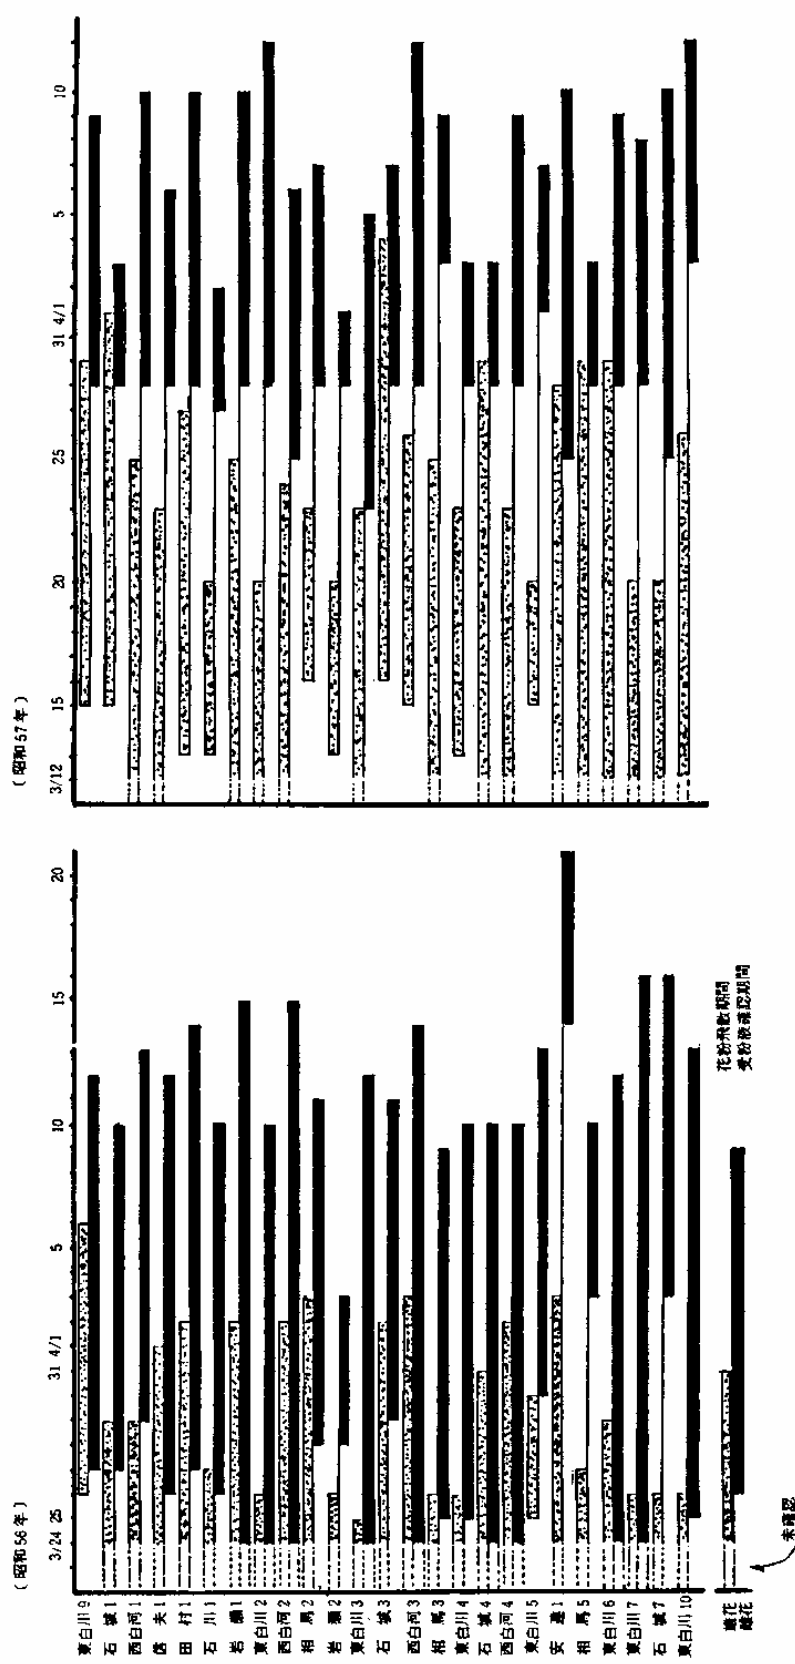 (昭和56年)
3/24 25 31 4/1 5 10 15 20
(昭和57年)
3/12 15 20 25 31 4/1 5 10
東白川9
石城1
西白河1
信夫1
田村1
石川1
岩瀬1
東白川2
西白河2
相馬2
岩瀬2
東白川3
石城3
西白河3
相馬3
東白川4
石城4
西白河4
東白川5
安達1
相馬5
東白川6
東白川7
石城7
東白川10
雄花 花粉飛散期間
雌花 受粉液確認期間
未確認